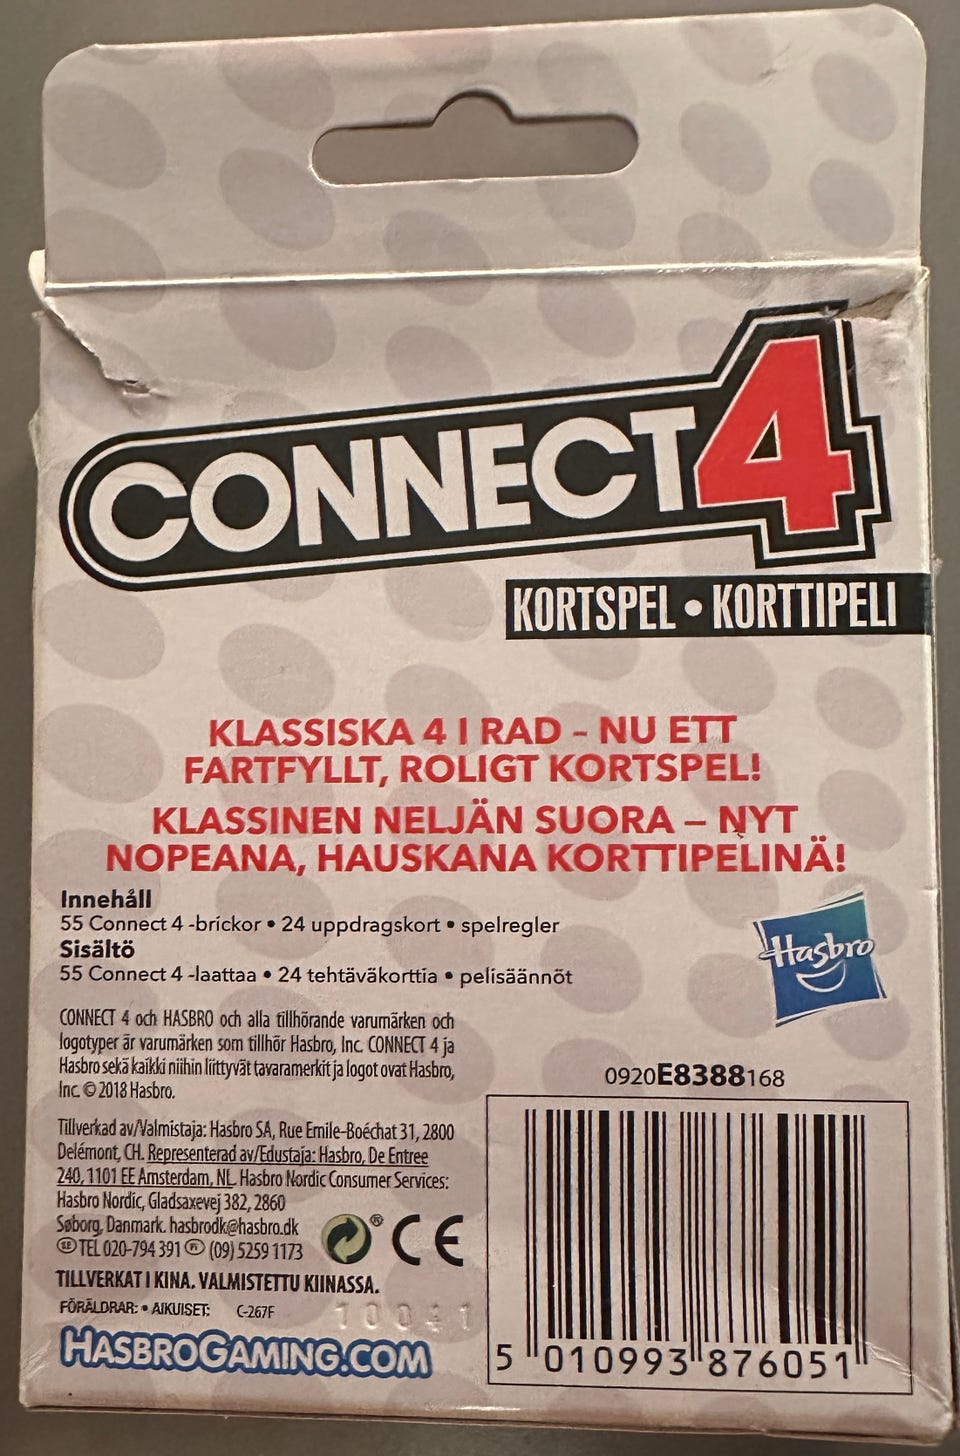 CONNECT 4
KORTSPEL • KORTTIPELI
KLASSISKA 4 I RAD – NU ETT
FARTFYLLT, ROLIGT KORTSPEL!
KLASSINEN NELJÄN SUORA – NYT
NOPEANA, HAUSKANA KORTTIPELINÄ!
Innehåll
55 Connect 4 -brickor • 24 uppdragskort • spelregler
Sisältö
55 Connect 4 -laattaa • 24 tehtäväkorttia • pelisäännöt
Hasbro
CONNECT 4 och HASBRO och alla tillhörande varumärken och
logotyper är varumärken som tillhör Hasbro, Inc. CONNECT 4 ja
Hasbro sekä kaikki niihin liittyvät tavaramerkit ja logot ovat Hasbro,
Inc. © 2018 Hasbro.
0920E8388168
Tillverkad av/Valmistaja: Hasbro SA, Rue Emile-Boéchat 31, 2800
Delémont, CH. Representerad av/Edustaja: Hasbro, De Entree
240, 1101 EE Amsterdam, NL. Hasbro Nordic Consumer Services:
Hasbro Nordic, Gladsaxevej 382, 2860
Søborg, Danmark. hasbrodk@hasbro.dk
SE TEL 020-794 391 FI (09) 5259 1173
® CE
TILLVERKAT I KINA. VALMISTETTU KIINASSA.
FÖRÄLDRAR: • AIKUISET: C-267F
10041
HASBROGAMING.COM
5 010993 876051